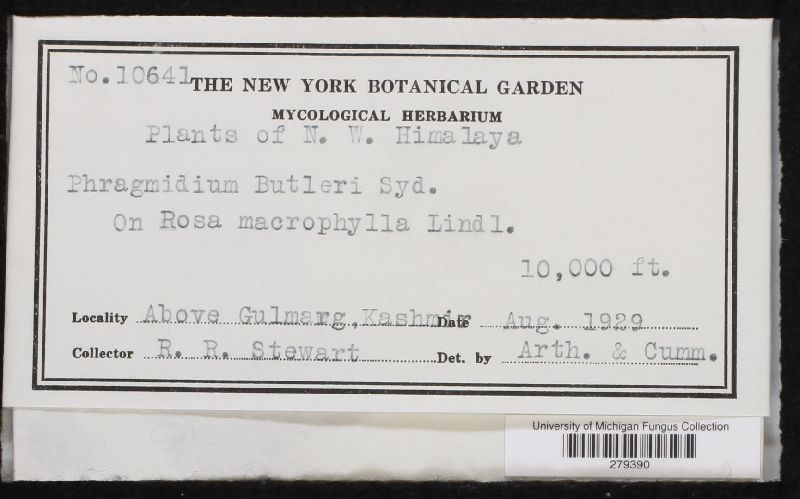 No. 10641 THE NEW YORK BOTANICAL GARDEN
MYCOLOGICAL HERBARIUM
Plants of N. W. Himalaya
Phragmidium Butleri Syd.
On Rosa macrophylla Lindl.
10,000 ft.
Locality Above Gulmarg, Kashmir Date Aug. 1929
Collector R. R. Stewart Det. by Arth. & Cumm.
University of Michigan Fungus Collection
279390